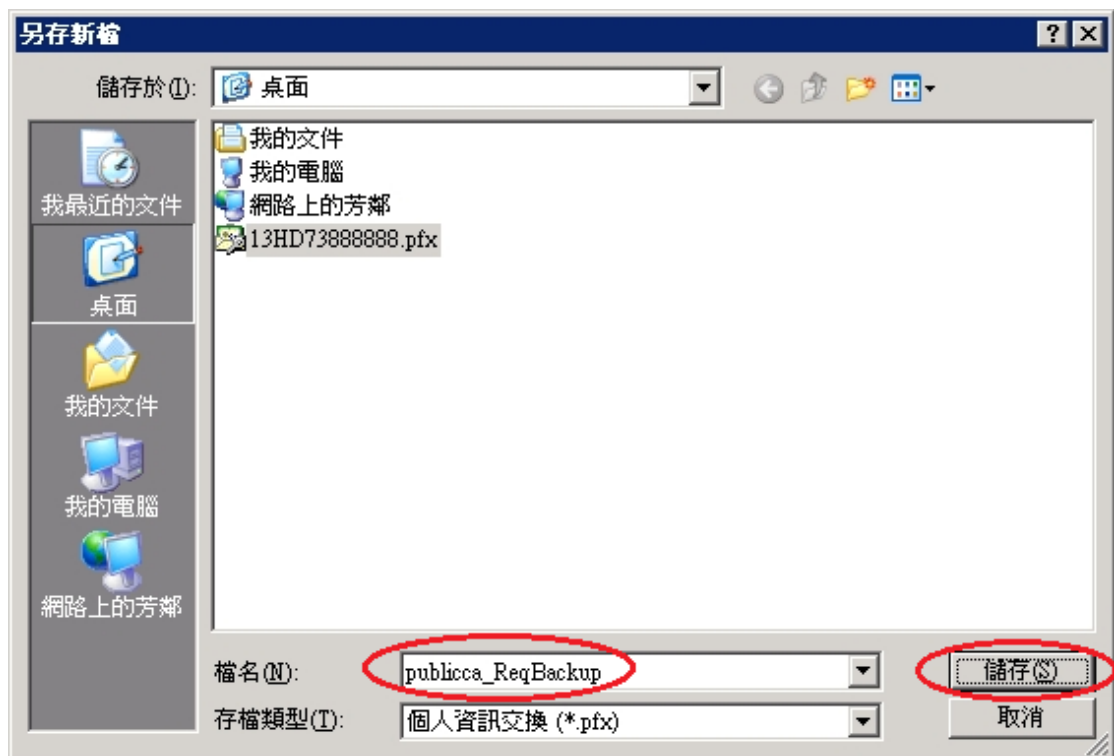 另存新檔
儲存於(I):
桌面
我最近的文件
桌面
我的文件
我的電腦
網路上的芳鄰
我的文件
我的電腦
網路上的芳鄰
13HD73888888.pfx
檔名(N):
publicca_ReqBackup
儲存(S)
存檔類型(T):
個人資訊交換 (*.pfx)
取消